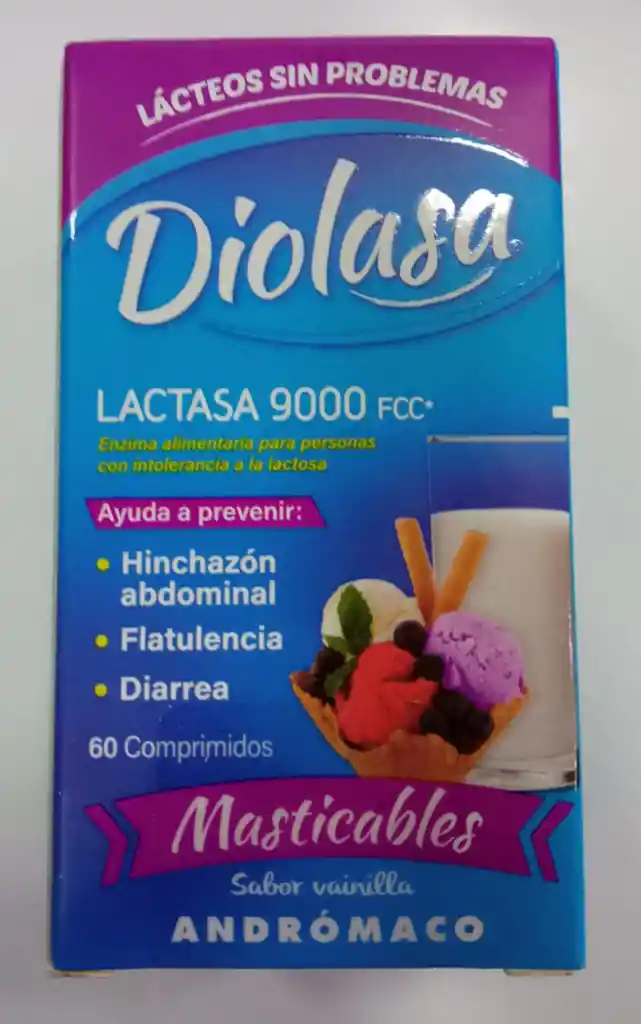 LÁCTEOS SIN PROBLEMAS
Diolasa
LACTASA 9000 FCC*
Enzima alimentaria para personas
con intolerancia a la lactosa
Ayuda a prevenir:
• Hinchazón
abdominal
• Flatulencia
• Diarrea
60 Comprimidos
Masticables
Sabor vainilla
ANDRÓMACO